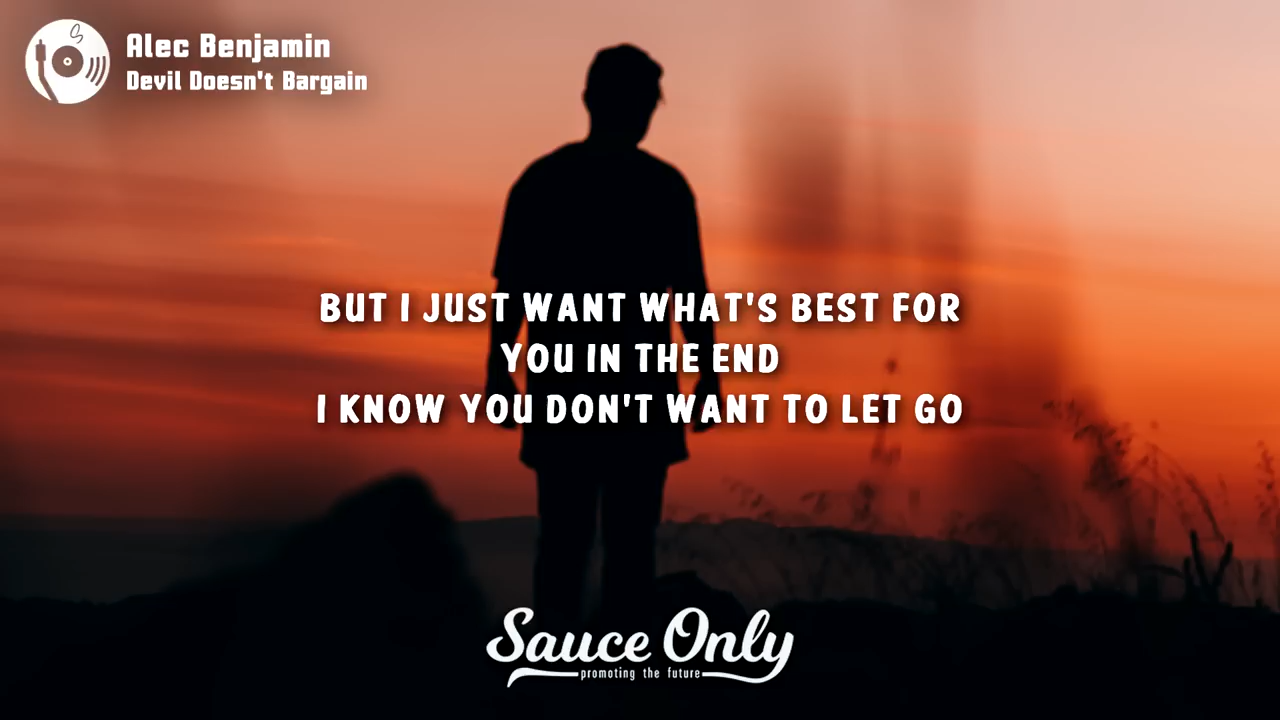 Alec Benjamin
Devil Doesn't Bargain
BUT I JUST WANT WHAT'S BEST FOR
YOU IN THE END
I KNOW YOU DON'T WANT TO LET GO
Sauce Only
promoting the future